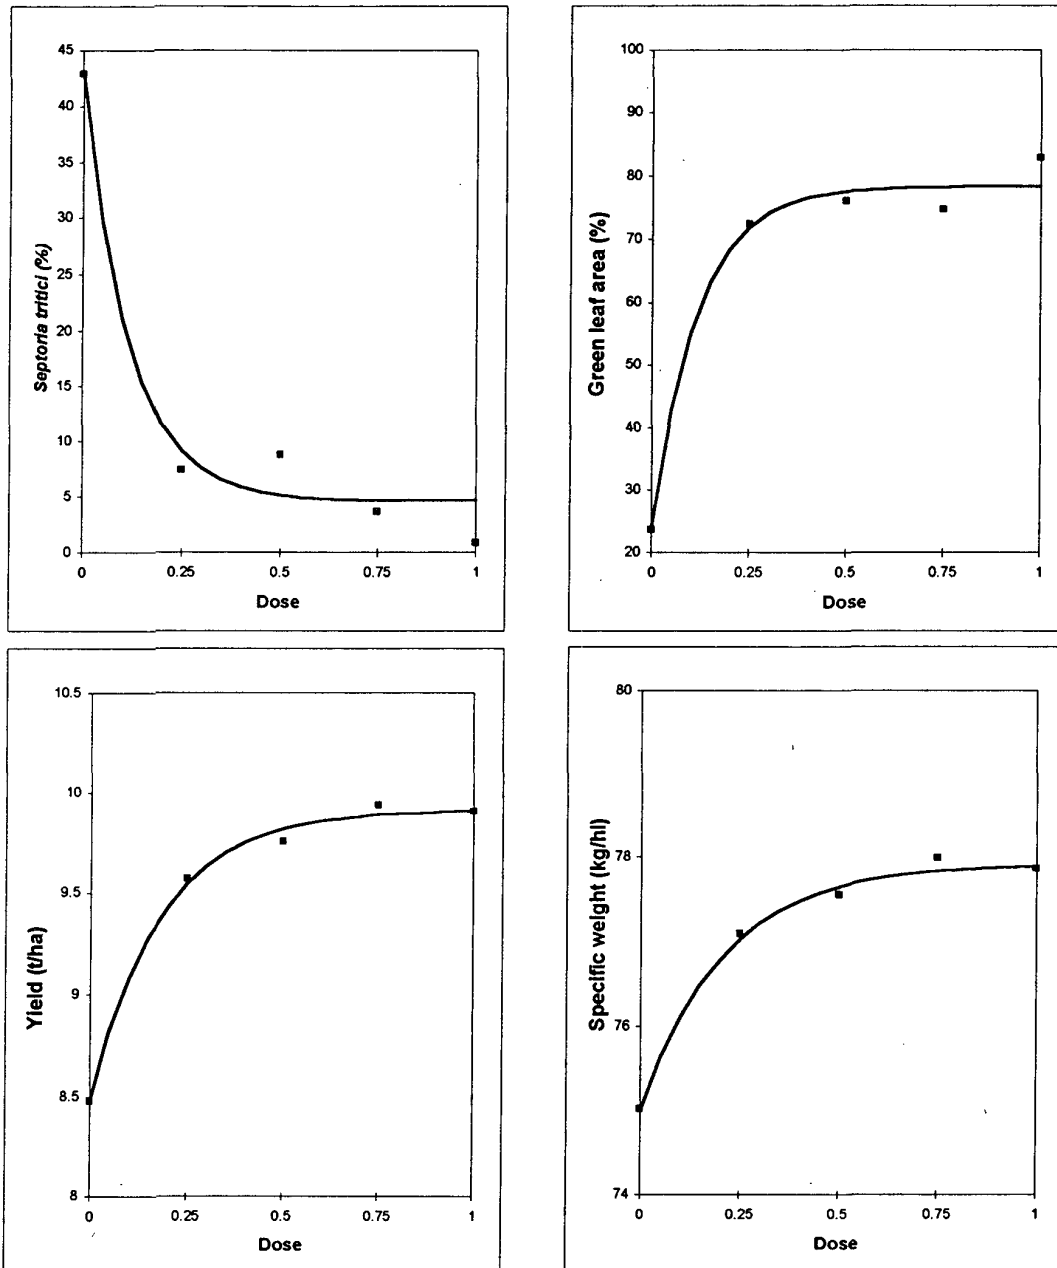 45
40
35
30
25
20
15
10
5
0
Septoria tritici (%)
0 0.25 0.5 0.75 1
Dose
100
90
80
70
60
50
40
30
20
Green leaf area (%)
0 0.25 0.5 0.75 1
Dose
10.5
10
9.5
9
8.5
8
Yield (t/ha)
0 0.25 0.5 0.75 1
Dose
80
78
76
74
Specific weight (kg/hl)
0 0.25 0.5 0.75 1
Dose